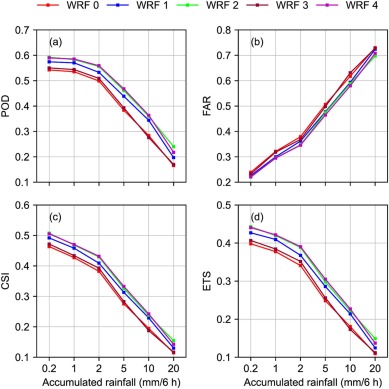 WRF 0 WRF 1 WRF 2 WRF 3 WRF 4
(a)
POD
0.7
0.6
0.5
0.4
0.3
0.2
0.1
(b)
FAR
0.8
0.7
0.6
0.5
0.4
0.3
0.2
(c)
CSI
0.6
0.5
0.4
0.3
0.2
0.1
0.2 1 2 5 10 20
Accumulated rainfall (mm/6 h)
(d)
ETS
0.5
0.4
0.3
0.2
0.1
0.2 1 2 5 10 20
Accumulated rainfall (mm/6 h)